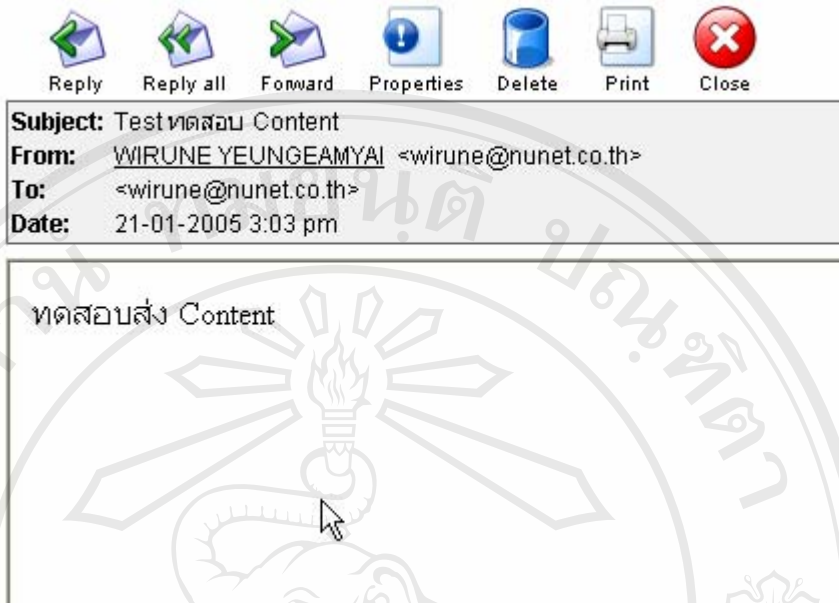 Reply Reply all Forward Properties Delete Print Close
Subject: Test ทดสอบ Content
From: WIRUNE YEUNGEAMYAI <wirune@nunet.co.th>
To: <wirune@nunet.co.th>
Date: 21-01-2005 3:03 pm
ทดสอบส่ง Content